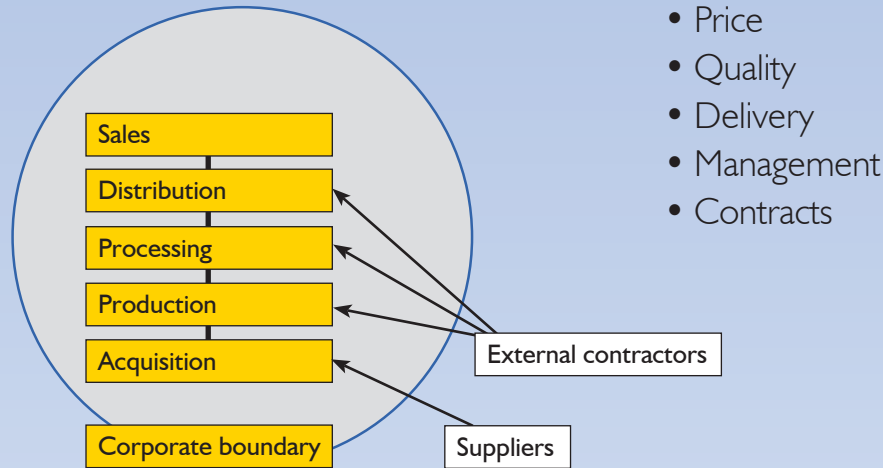 Sales
Distribution
Processing
Production
Acquisition
Corporate boundary
External contractors
Suppliers
• Price
• Quality
• Delivery
• Management
• Contracts